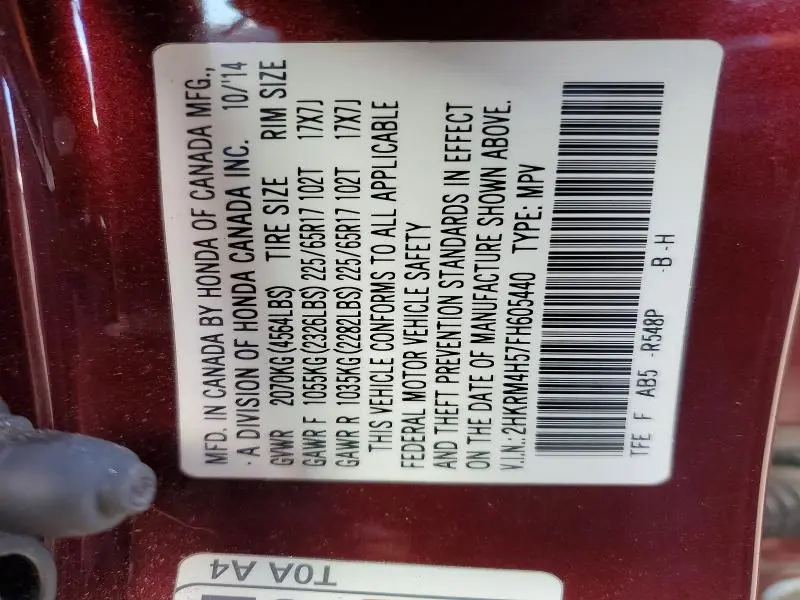 MFD. IN CANADA BY HONDA OF CANADA MFG.,
· A DIVISION OF HONDA CANADA INC. 10/'14
GVWR 2070KG (4564LBS) TIRE SIZE RIM SIZE
GAWR F 1055KG (2326LBS) 225/65R17 102T 17X7J
GAWR R 1035KG (2282LBS) 225/65R17 102T 17X7J
THIS VEHICLE CONFORMS TO ALL APPLICABLE
FEDERAL MOTOR VEHICLE SAFETY
AND THEFT PREVENTION STANDARDS IN EFFECT
ON THE DATE OF MANUFACTURE SHOWN ABOVE.
V.I.N.: 2HKRM4H57FH605440 TYPE: MPV
TFE F AB5 -R548P -B -H
T0A A4